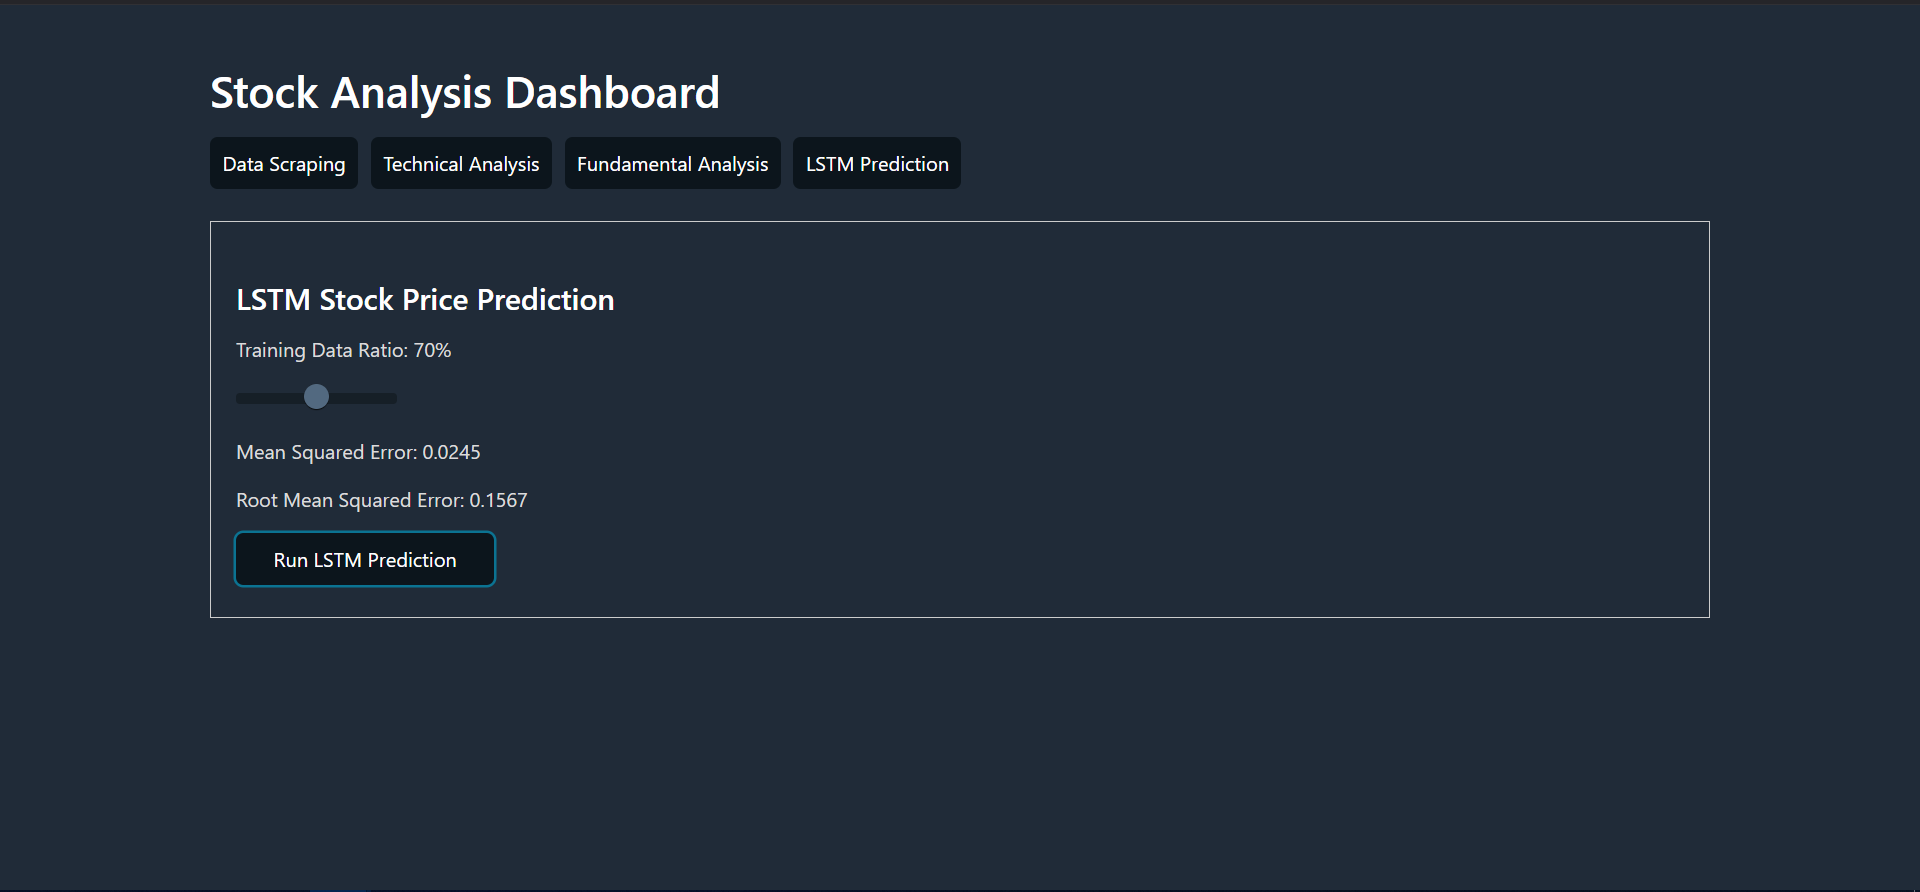 Stock Analysis Dashboard
Data Scraping Technical Analysis Fundamental Analysis LSTM Prediction
LSTM Stock Price Prediction
Training Data Ratio: 70%
Mean Squared Error: 0.0245
Root Mean Squared Error: 0.1567
Run LSTM Prediction